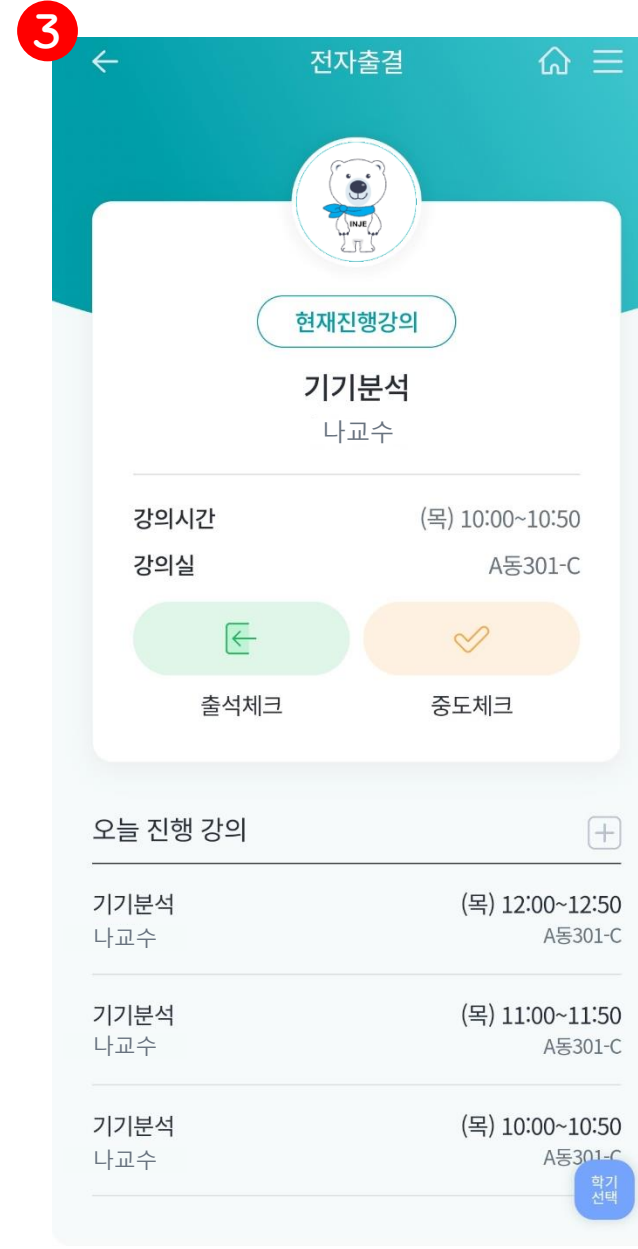 3
전자출결
INJE
현재진행강의
기기분석
나교수
강의시간 (목) 10:00~10:50
강의실 A동301-C
출석체크 중도체크
오늘 진행 강의
기기분석 (목) 12:00~12:50
나교수 A동301-C
기기분석 (목) 11:00~11:50
나교수 A동301-C
기기분석 (목) 10:00~10:50
나교수 A동301-C
학기
선택